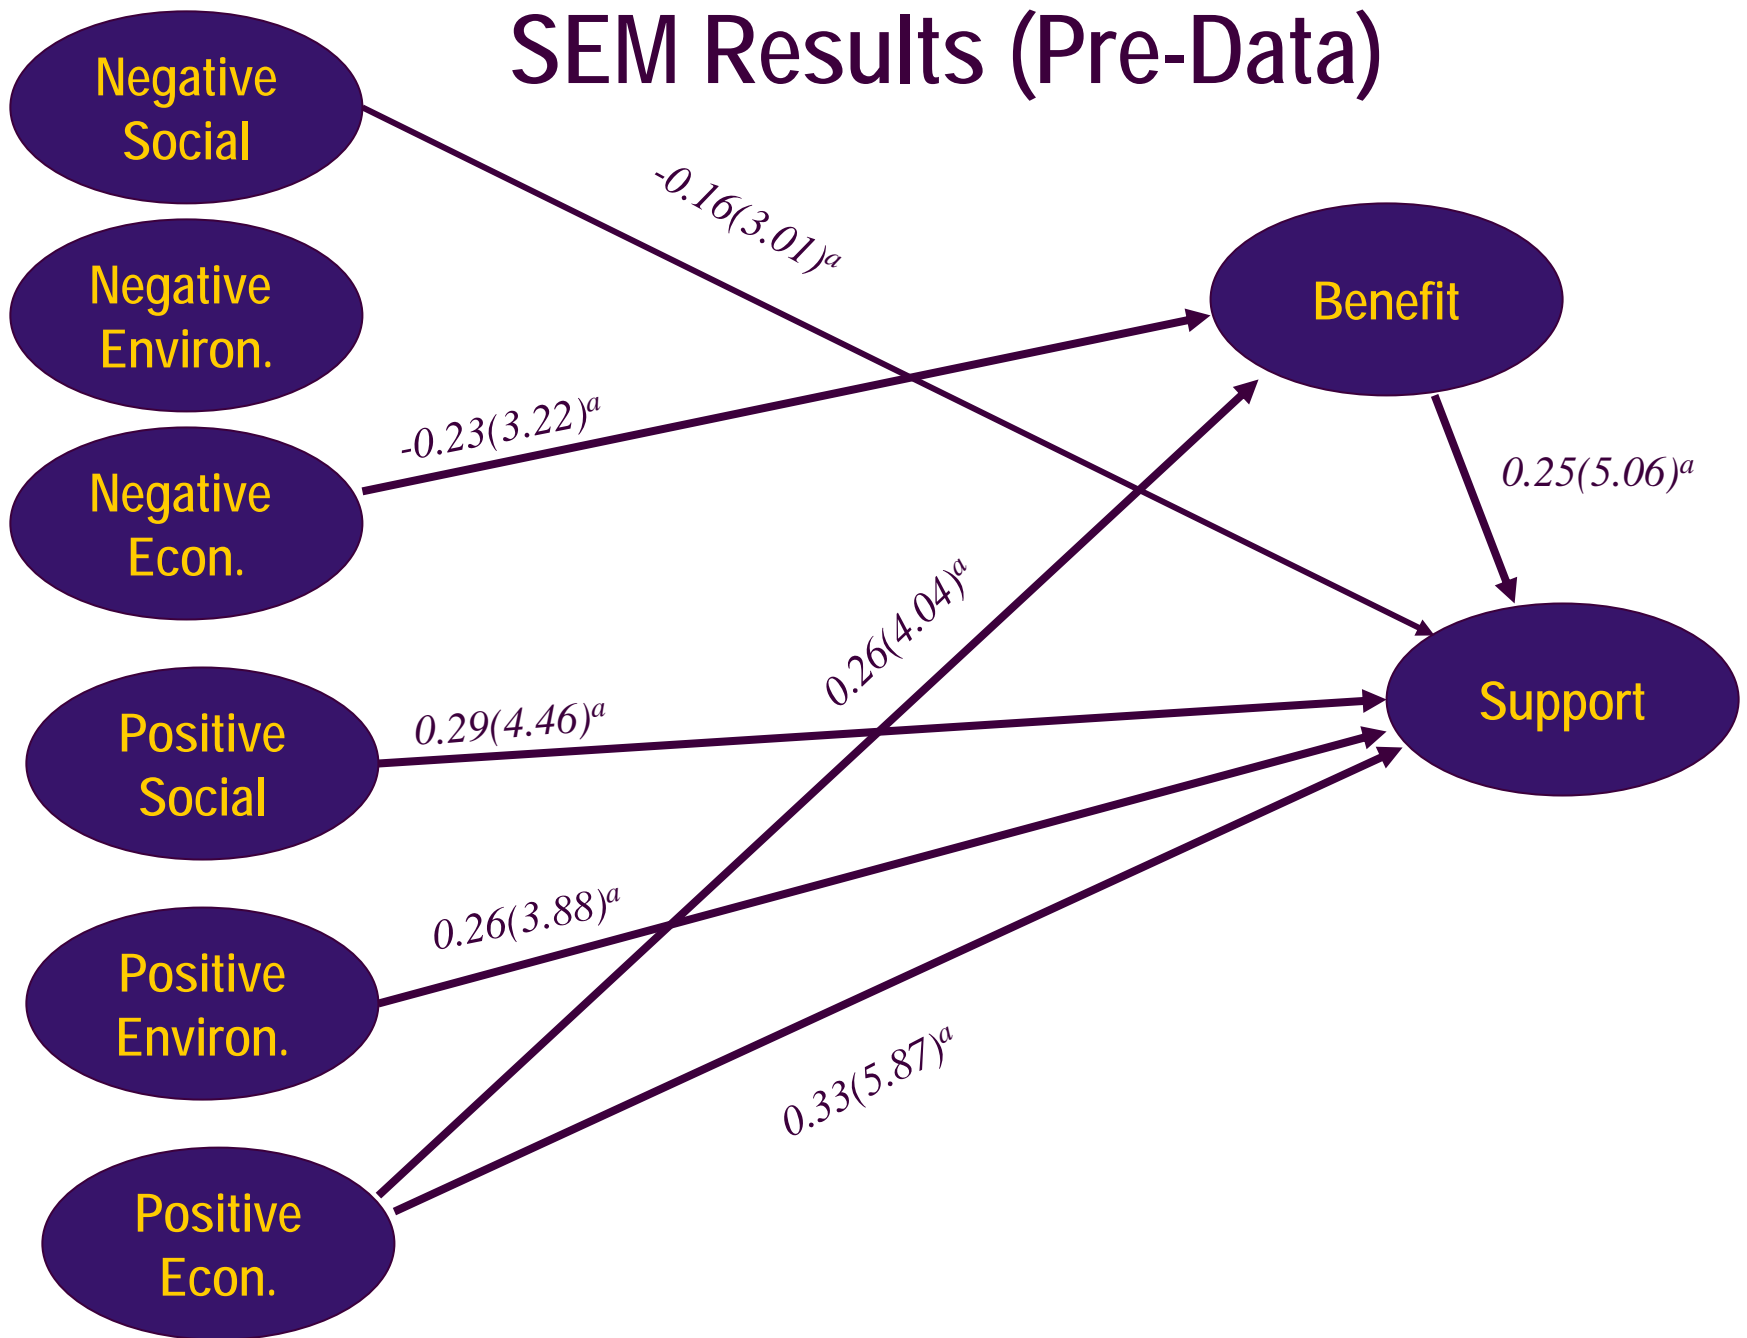 SEM Results (Pre-Data)
Negative
Social
-0.16(3.01)ᵃ
Negative
Environ.
Benefit
-0.23(3.22)ᵃ
Negative
Econ.
0.25(5.06)ᵃ
0.26(4.04)ᵃ
Positive
Social
0.29(4.46)ᵃ
Support
Positive
Environ.
0.26(3.88)ᵃ
0.33(5.87)ᵃ
Positive
Econ.